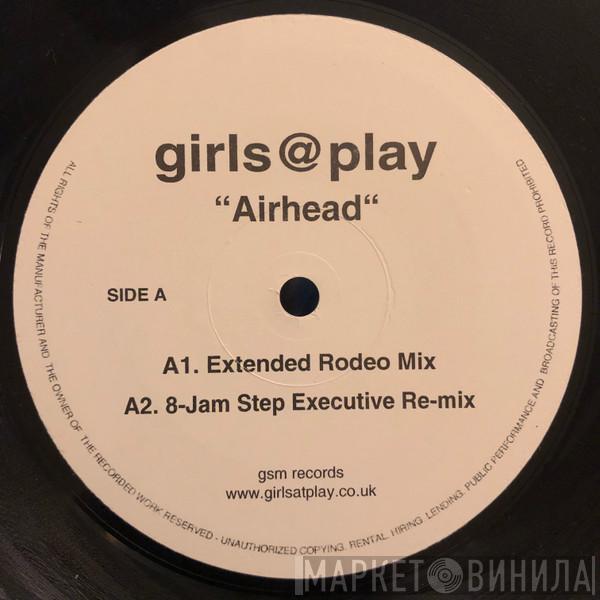 girls@play
“Airhead“
SIDE A
A1. Extended Rodeo Mix
A2. 8-Jam Step Executive Re-mix
gsm records
www.girlsatplay.co.uk
ALL RIGHTS OF THE MANUFACTURER AND THE OWNER OF THE RECORDED WORK RESERVED - UNAUTHORIZED COPYING. RENTAL. HIRING. LENDING. PUBLIC PERFORMANCE AND BROADCASTING OF THIS RECORD PROHIBITED
МАРКЕТ ВИНИЛА